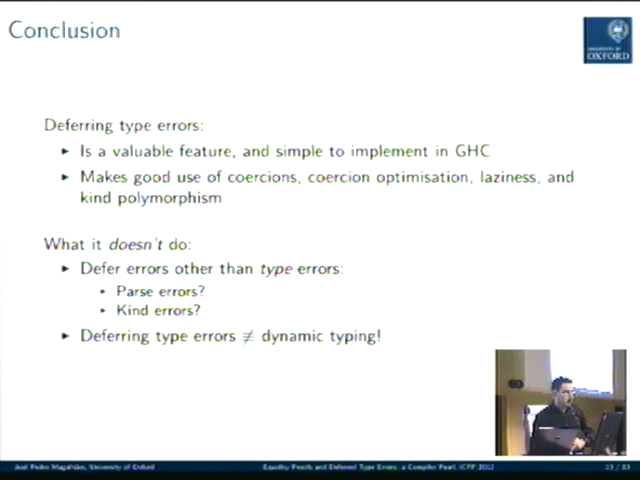 Conclusion
UNIVERSITY OF
OXFORD
Deferring type errors:
▸ Is a valuable feature, and simple to implement in GHC
▸ Makes good use of coercions, coercion optimisation, laziness, and
kind polymorphism
What it doesn't do:
▸ Defer errors other than type errors:
▸ Parse errors?
▸ Kind errors?
▸ Deferring type errors ≠ dynamic typing!
José Pedro Magalhães, University of Oxford
Equality Proofs and Deferred Type Errors: a Compiler Pearl, ICFP 2012